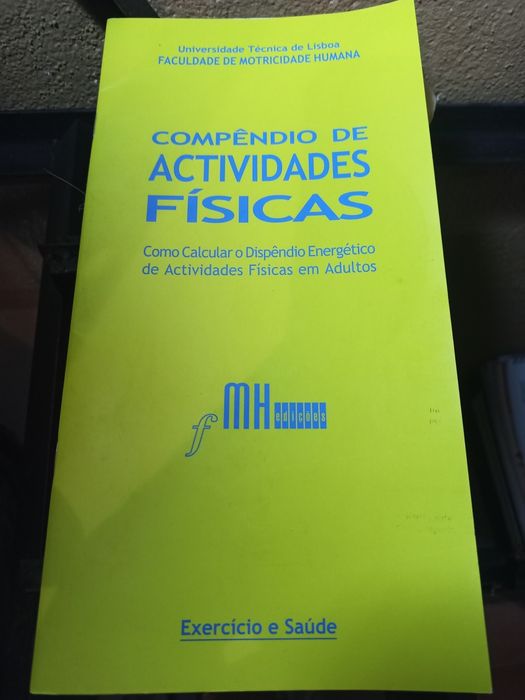 Universidade Técnica de Lisboa
FACULDADE DE MOTRICIDADE HUMANA
COMPÊNDIO DE
ACTIVIDADES
FÍSICAS
Como Calcular o Dispêndio Energético
de Actividades Físicas em Adultos
fMH edições
Exercício e Saúde